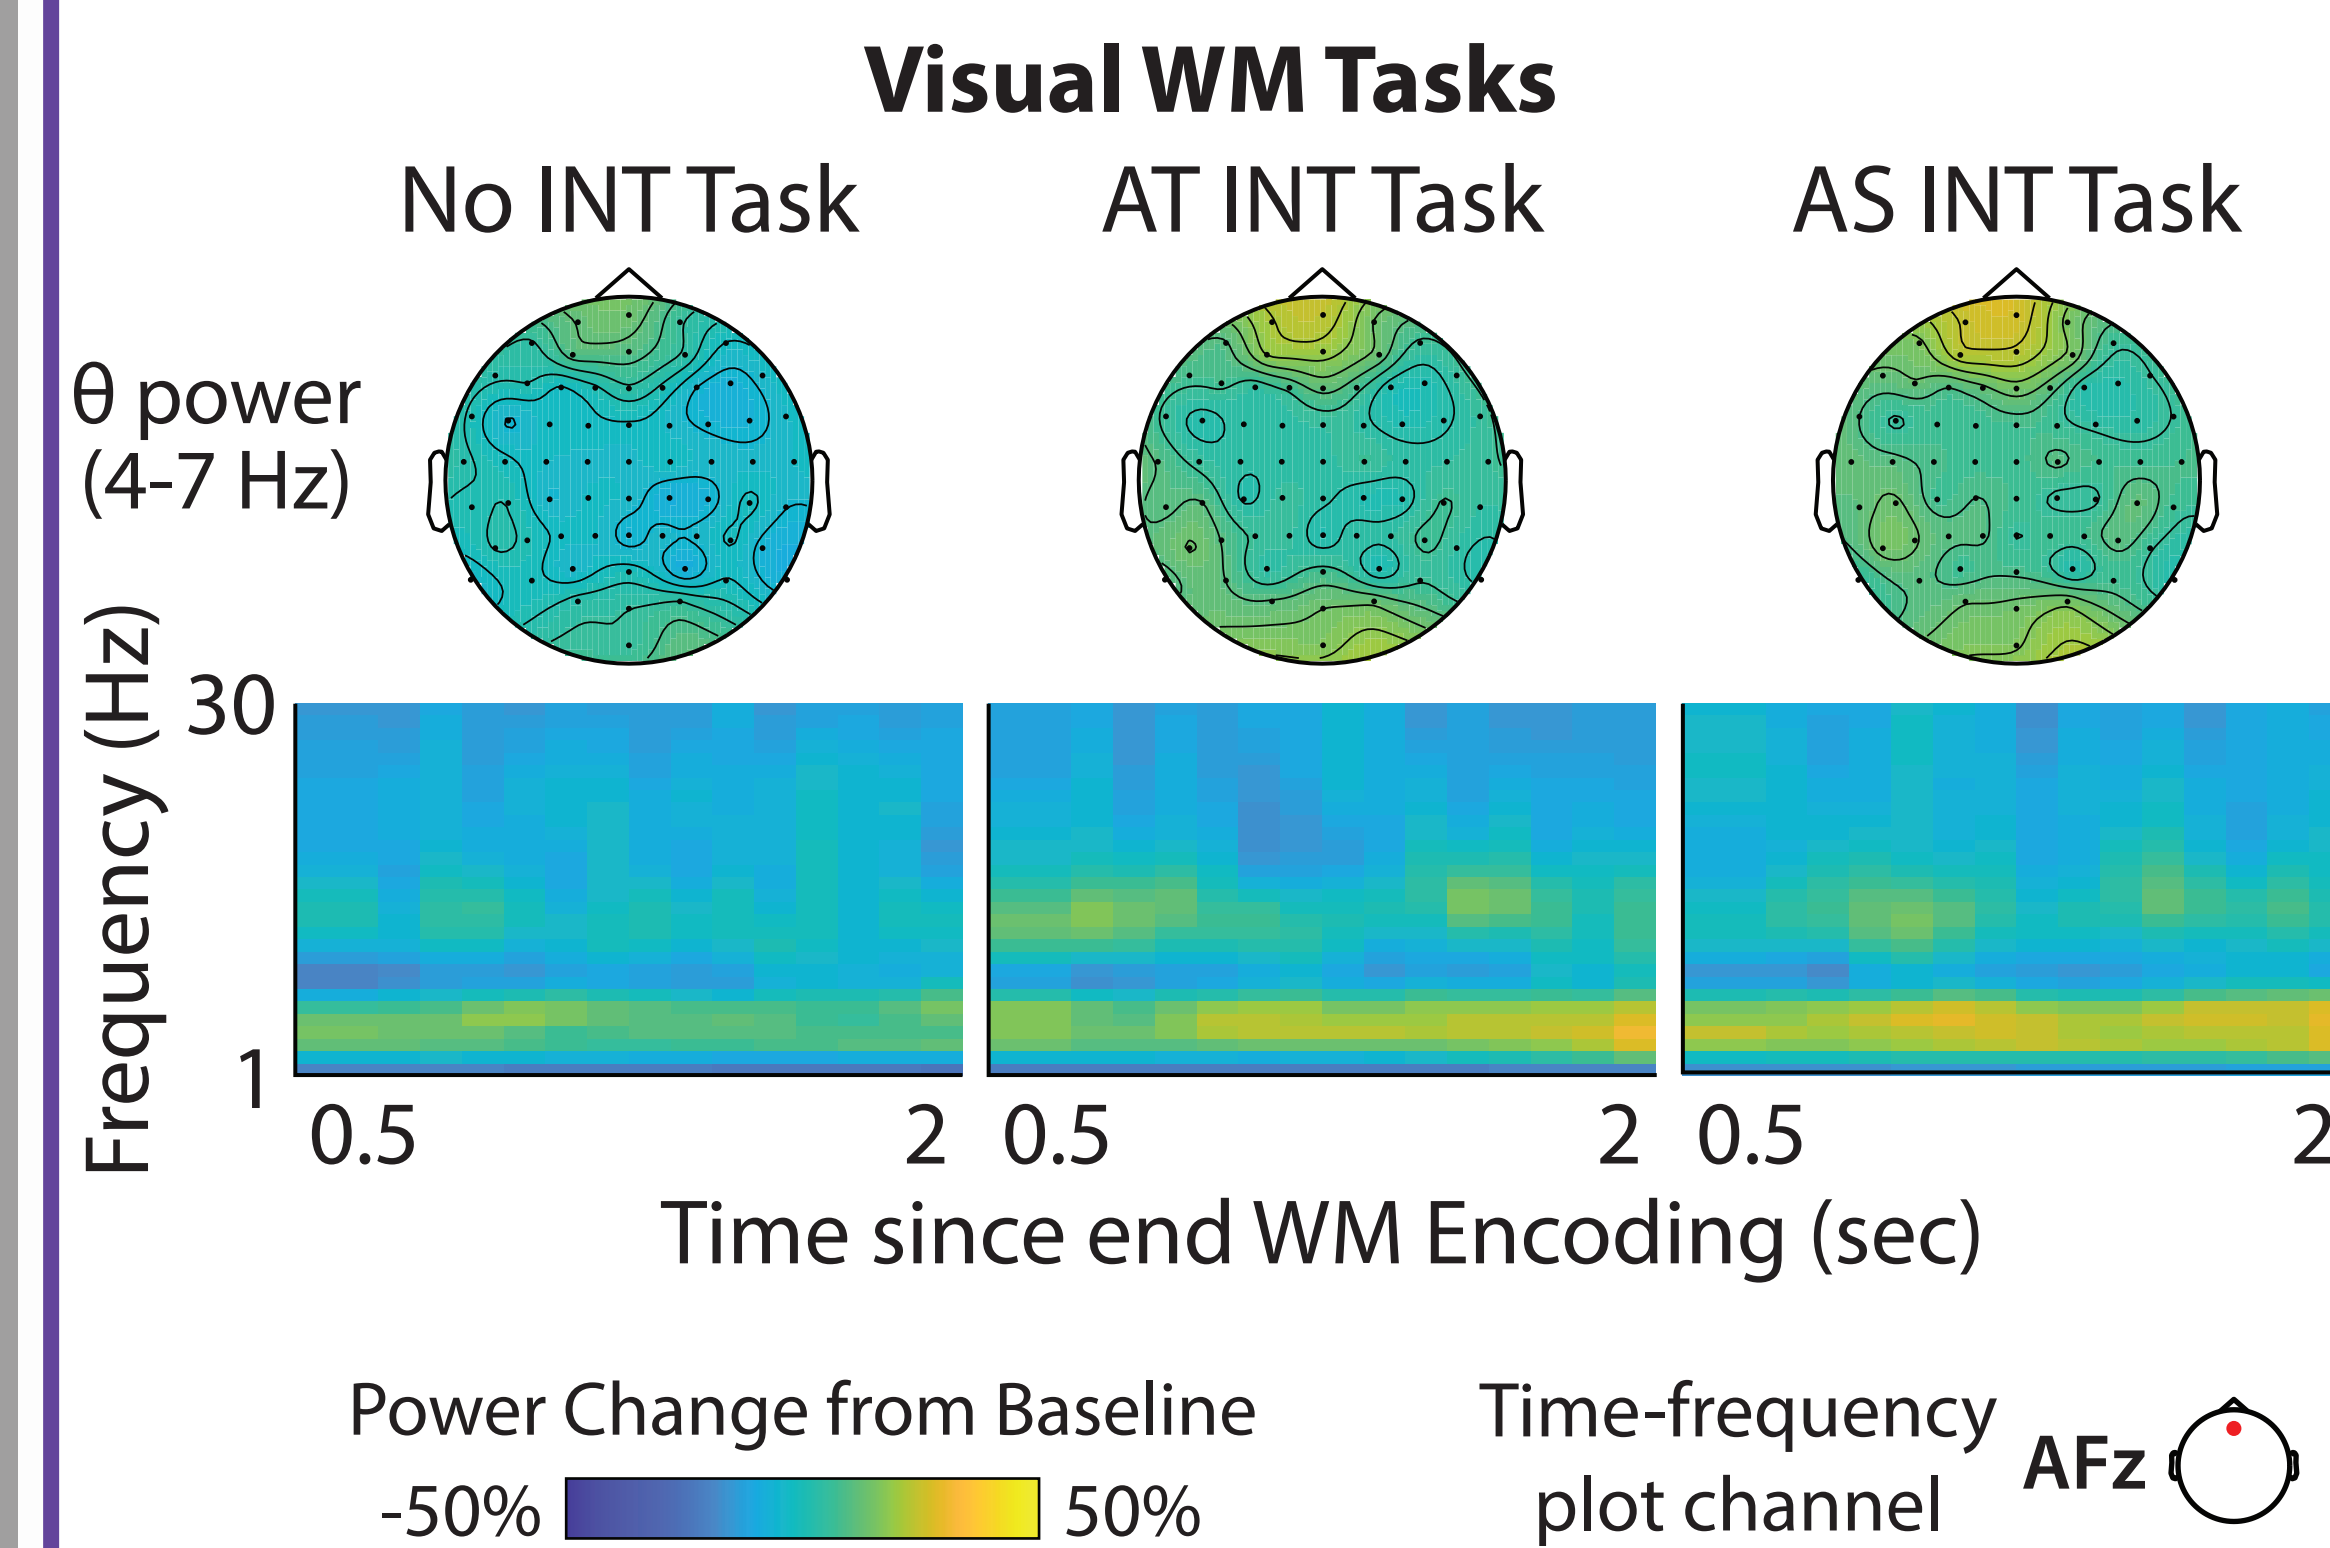 Visual WM Tasks
No INT Task
AT INT Task
AS INT Task
θ power
(4-7 Hz)
Frequency (Hz)
30
1
0.5
2
0.5
2
0.5
2
Time since end WM Encoding (sec)
Power Change from Baseline
-50%
50%
Time-frequency
plot channel
AFz